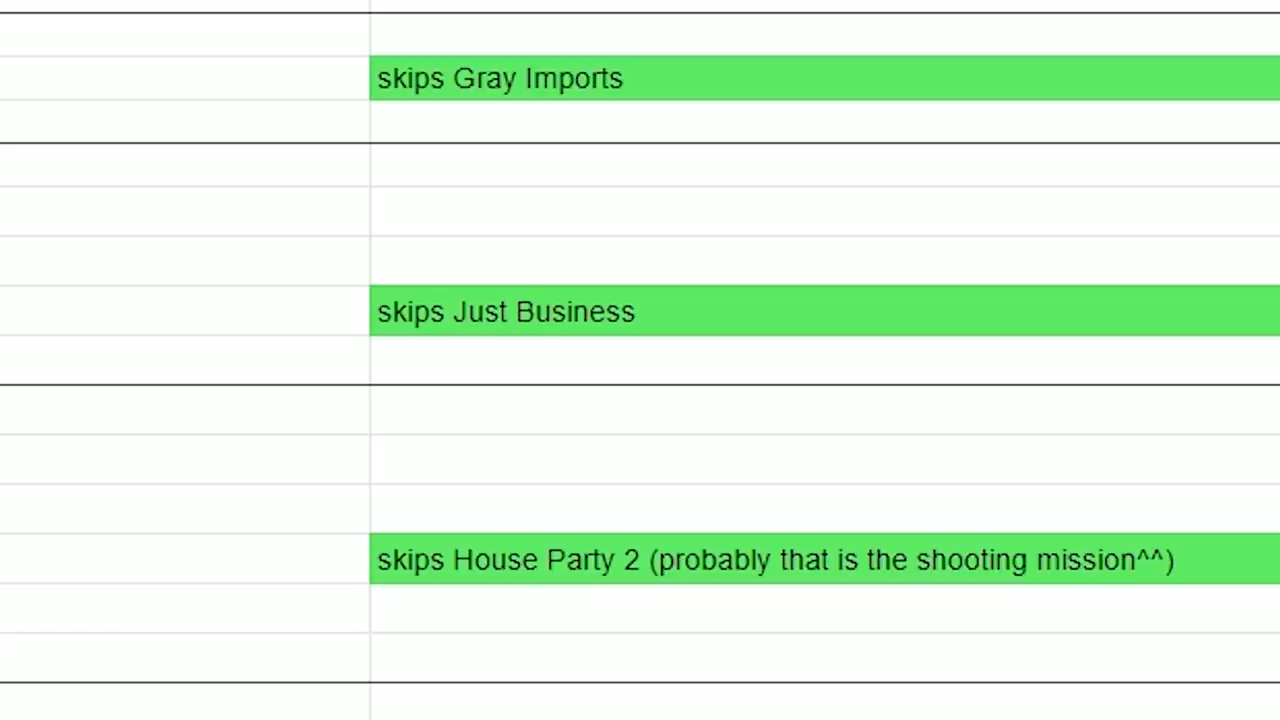 skips Gray Imports
skips Just Business
skips House Party 2 (probably that is the shooting mission^^)